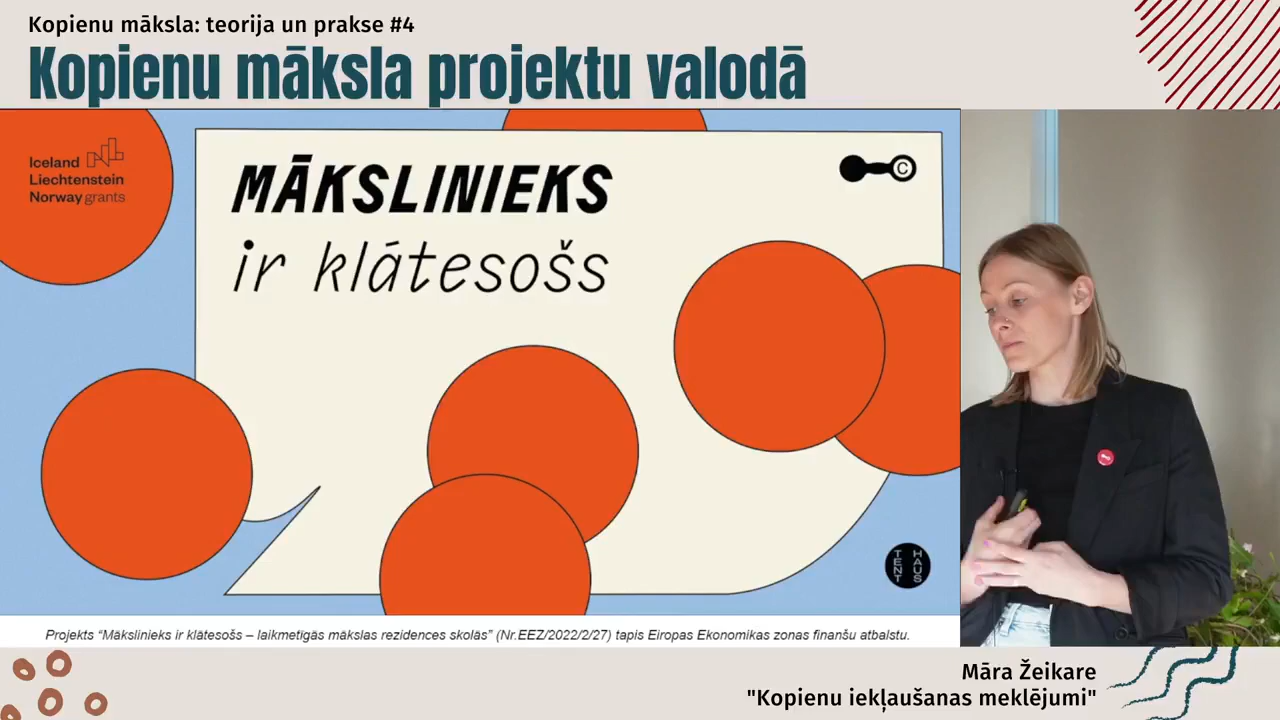 Kopienu māksla: teorija un prakse #4
Kopienu māksla projektu valodā
Iceland
Liechtenstein
Norway grants
MĀKSLINIEKS
ir klātesošs
©
TENT HAUS
Projekts “Mākslinieks ir klātesošs – laikmetīgās mākslas rezidences skolās” (Nr.EEZ/2022/2/27) tapis Eiropas Ekonomikas zonas finanšu atbalstu.
Māra Žeikare
"Kopienu iekļaušanas meklējumi"